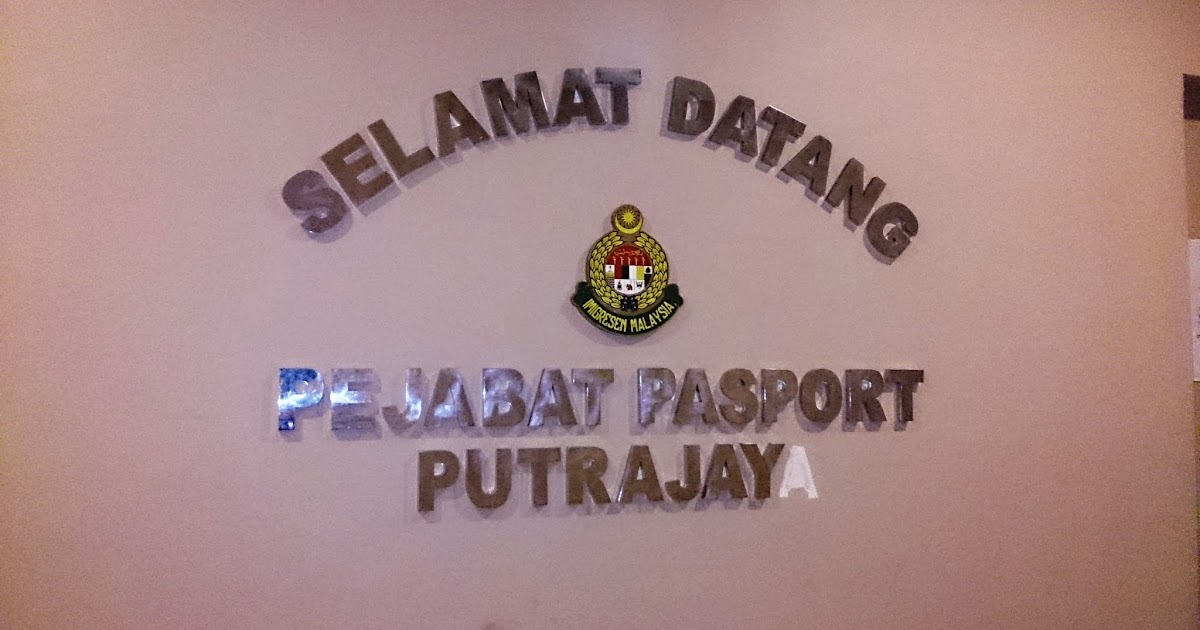 SELAMAT DATANG
IMIGRESEN MALAYSIA
PEJABAT PASPORT
PUTRAJAYA